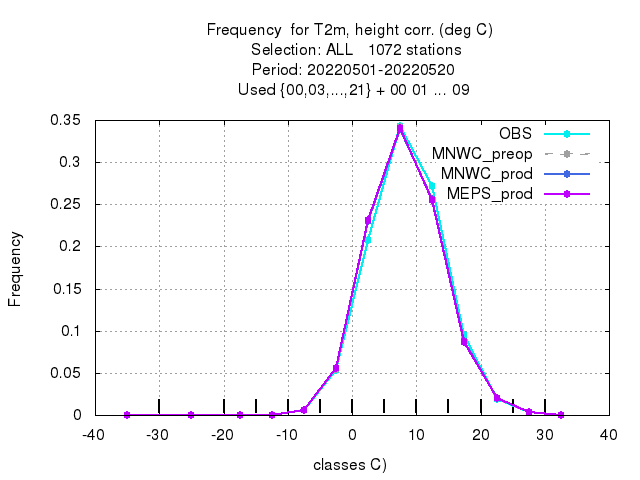 Frequency  for T2m, height corr. (deg C)
Selection: ALL   1072 stations
Period: 20220501-20220520
Used {00,03,...,21} + 00 01 ... 09
OBS
MNWC_preop
MNWC_prod
MEPS_prod
0.35
0.3
0.25
0.2
0.15
0.1
0.05
0
Frequency
-40 -30 -20 -10 0 10 20 30 40
classes C)